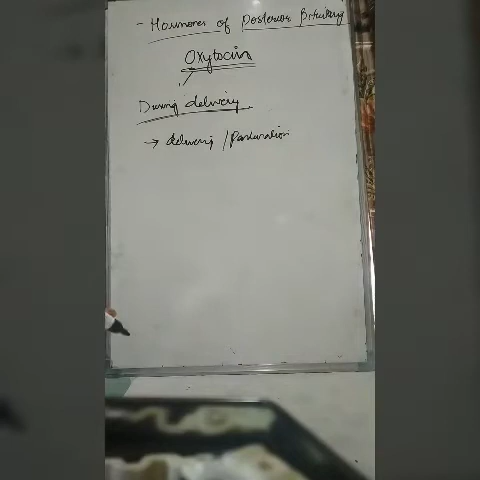 - Hormones of Posterior Pituitary
Oxytocin
During delivery
→ delivery / Parturation